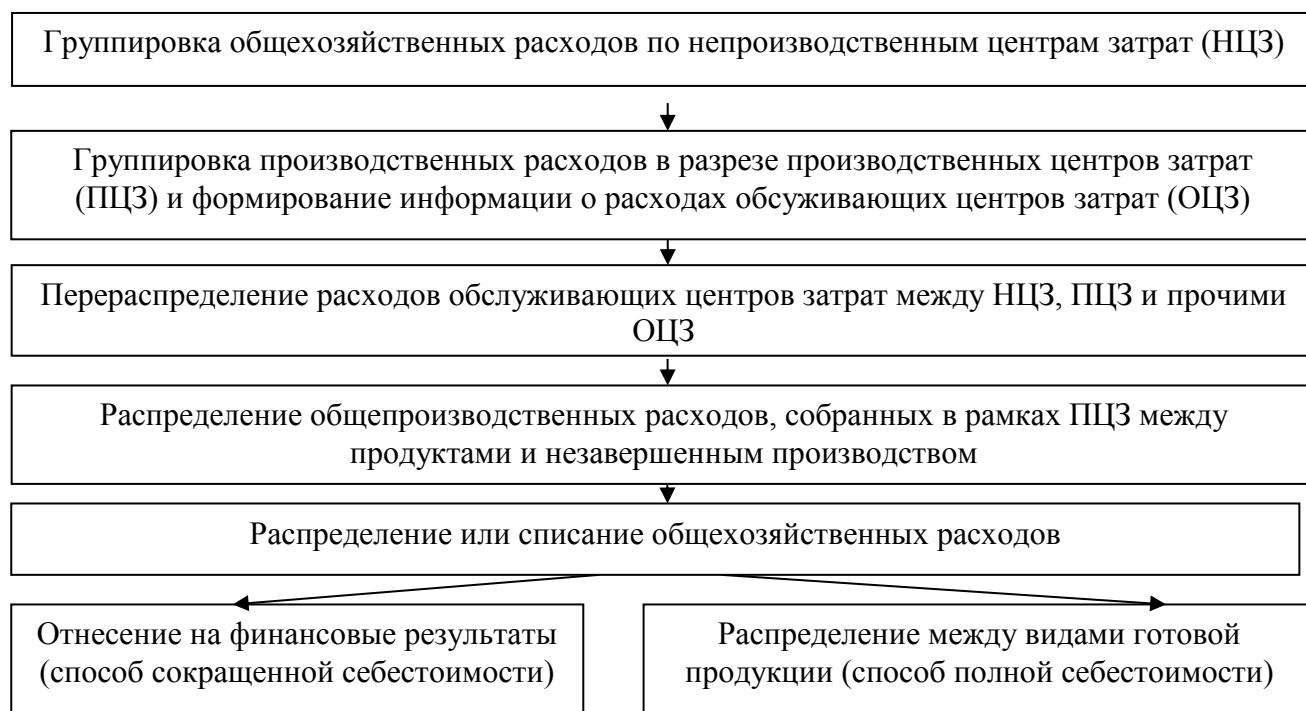 Группировка общехозяйственных расходов по непроизводственным центрам затрат (НЦЗ)
Группировка производственных расходов в разрезе производственных центров затрат
(ПЦЗ) и формирование информации о расходах обсуживающих центров затрат (ОЦЗ)
Перераспределение расходов обслуживающих центров затрат между НЦЗ, ПЦЗ и прочими
ОЦЗ
Распределение общепроизводственных расходов, собранных в рамках ПЦЗ между
продуктами и незавершенным производством
Распределение или списание общехозяйственных расходов
Отнесение на финансовые результаты
(способ сокращенной себестоимости)
Распределение между видами готовой
продукции (способ полной себестоимости)